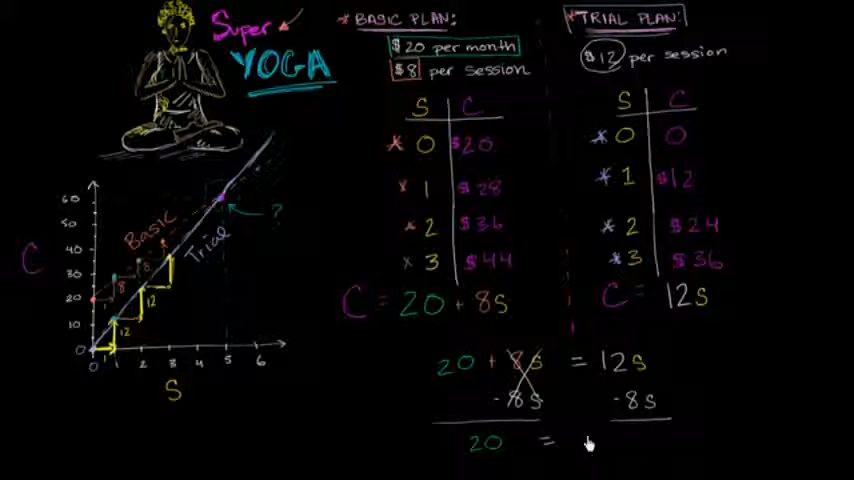 Super
YOGA
* BASIC PLAN:
$20 per month
$8 per session
S C
* 0 $20
* 1 $28
* 2 $36
* 3 $44
C = 20 + 8s
* TRIAL PLAN:
$12 per session
S C
* 0 0
* 1 $12
* 2 $24
* 3 $36
C = 12s
20 + 8s = 12s
- 8s - 8s
20 =
C
60
50
40
30
20
10
0
0 1 2 3 4 5 6
S
Basic
Trial
?
1
8
8
1
12
12